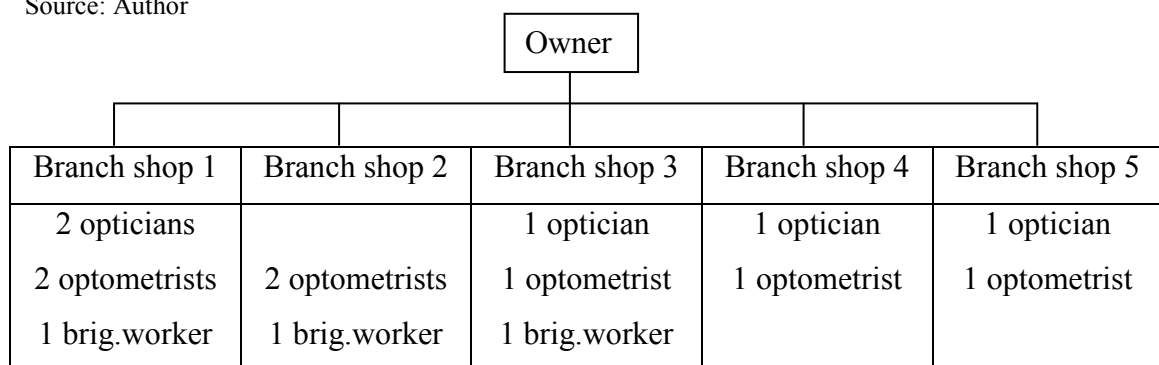 Source: Author
Owner
Branch shop 1 Branch shop 2 Branch shop 3 Branch shop 4 Branch shop 5
2 opticians 1 optician 1 optician 1 optician
2 optometrists 2 optometrists 1 optometrist 1 optometrist 1 optometrist
1 brig.worker 1 brig.worker 1 brig.worker